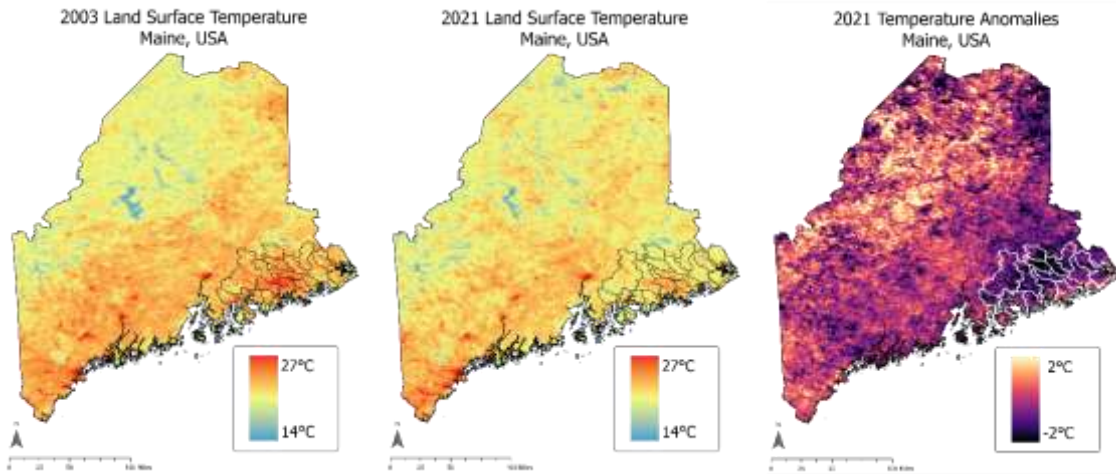 2003 Land Surface Temperature
Maine, USA
27°C
14°C
2021 Land Surface Temperature
Maine, USA
27°C
14°C
2021 Temperature Anomalies
Maine, USA
2°C
-2°C